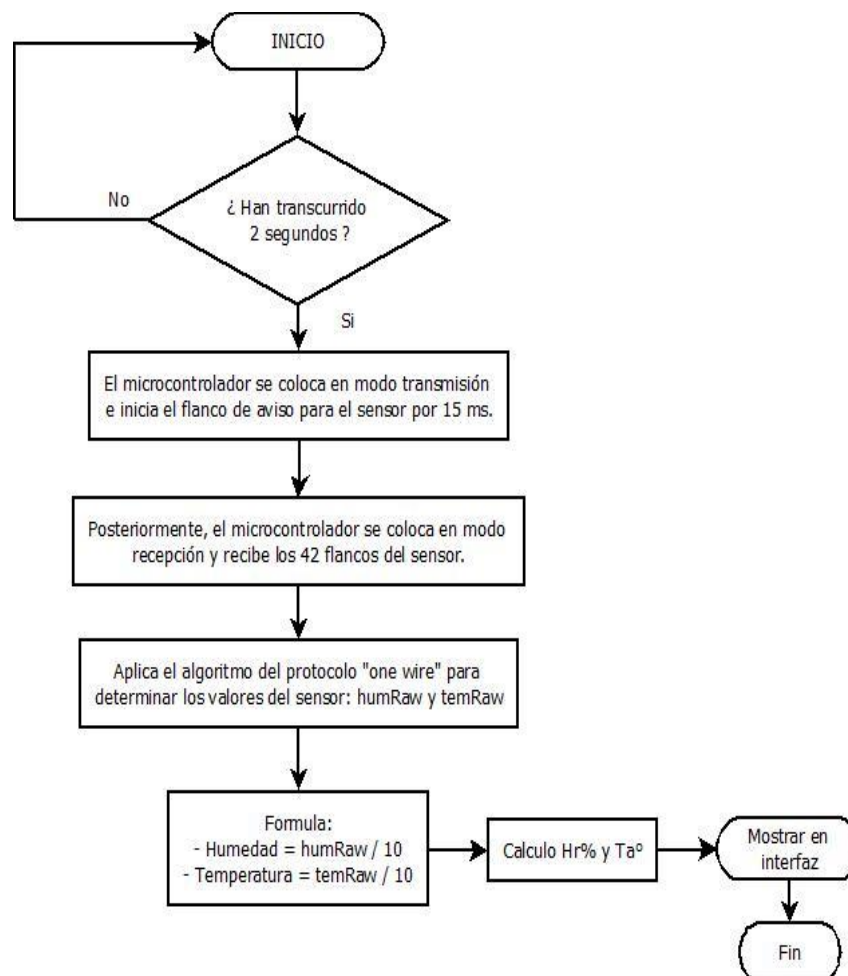 INICIO
¿ Han transcurrido
2 segundos ?
No
Si
El microcontrolador se coloca en modo transmisión
e inicia el flanco de aviso para el sensor por 15 ms.
Posteriormente, el microcontrolador se coloca en modo
recepción y recibe los 42 flancos del sensor.
Aplica el algoritmo del protocolo "one wire" para
determinar los valores del sensor: humRaw y temRaw
Formula:
- Humedad = humRaw / 10
- Temperatura = temRaw / 10
Calculo Hr% y Taº
Mostrar en
interfaz
Fin